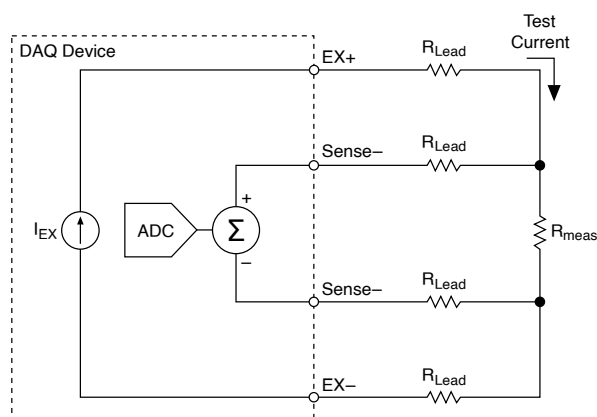 Test
Current
DAQ Device
EX+
RLead
Sense–
RLead
+
IEX
ADC
Σ
Rmeas
–
Sense–
RLead
EX–
RLead